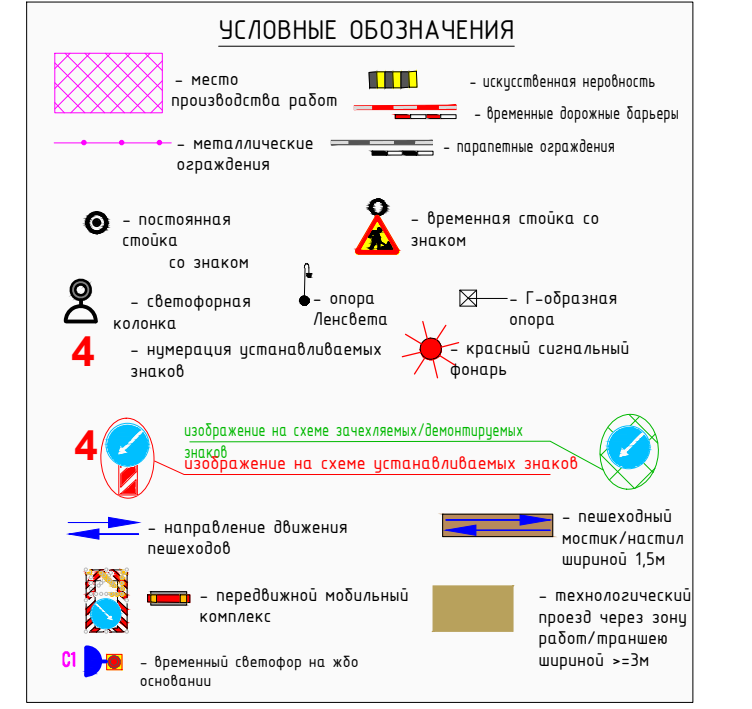 УСЛОВНЫЕ ОБОЗНАЧЕНИЯ
- место
производства работ
- искусственная неровность
- временные дорожные барьеры
- металлические
ограждения
- парапетные ограждения
- постоянная
стойка
со знаком
- временная стойка со
знаком
- светофорная
колонка
- опора
Ленсвета
- Г-образная
опора
4
- нумерация устанавливаемых
знаков
- красный сигнальный
фонарь
4
изображение на схеме зачехляемых/демонтируемых
знаков
изображение на схеме устанавливаемых знаков
- направление движения
пешеходов
- пешеходный
мостик/настил
шириной 1,5м
- передвижной мобильный
комплекс
- технологический
проезд через зону
работ/траншею
шириной >=3м
С1
- временный светофор на жбо
основании